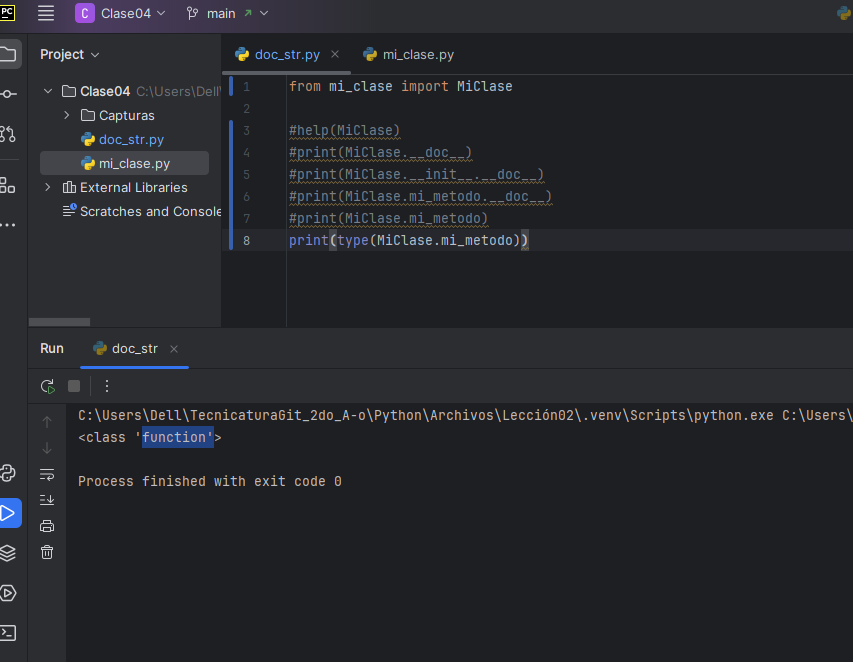 PC
C Clase04 main
Project
doc_str.py
mi_clase.py
Clase04 C:\Users\Dell\
Capturas
doc_str.py
mi_clase.py
External Libraries
Scratches and Console
1 from mi_clase import MiClase
2
3 #help(MiClase)
4 #print(MiClase.__doc__)
5 #print(MiClase.__init__.__doc__)
6 #print(MiClase.mi_metodo.__doc__)
7 #print(MiClase.mi_metodo)
8 print(type(MiClase.mi_metodo))
Run doc_str
C:\Users\Dell\TecnicaturaGit_2do_A-o\Python\Archivos\Lección02\.venv\Scripts\python.exe C:\Users\
<class 'function'>
Process finished with exit code 0